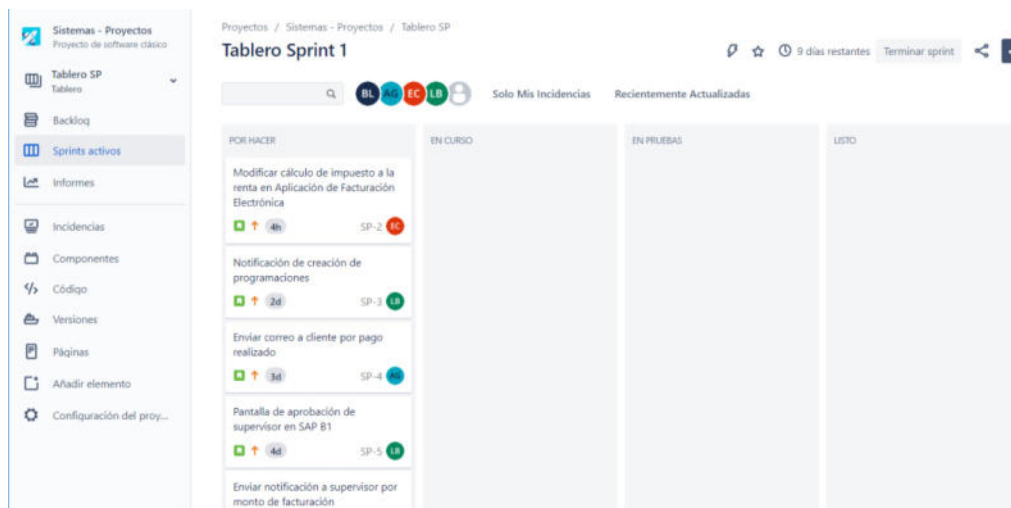 Sistemas - Proyectos
Proyecto de software clásico
Tablero SP
Tablero
Backlog
Sprints activos
Informes
Incidencias
Componentes
Código
Versiones
Páginas
Añadir elemento
Configuración del proy...
Proyectos / Sistemas - Proyectos / Tablero SP
Tablero Sprint 1
9 días restantes
Terminar sprint
BL AG EC LB
Solo Mis Incidencias
Recientemente Actualizadas
POR HACER
EN CURSO
EN PRUEBAS
LISTO
Modificar cálculo de impuesto a la
renta en Aplicación de Facturación
Electrónica
4h SP-2 EC
Notificación de creación de
programaciones
2d SP-3 LB
Enviar correo a cliente por pago
realizado
3d SP-4 AG
Pantalla de aprobación de
supervisor en SAP B1
4d SP-5 LB
Enviar notificación a supervisor por
monto de facturación